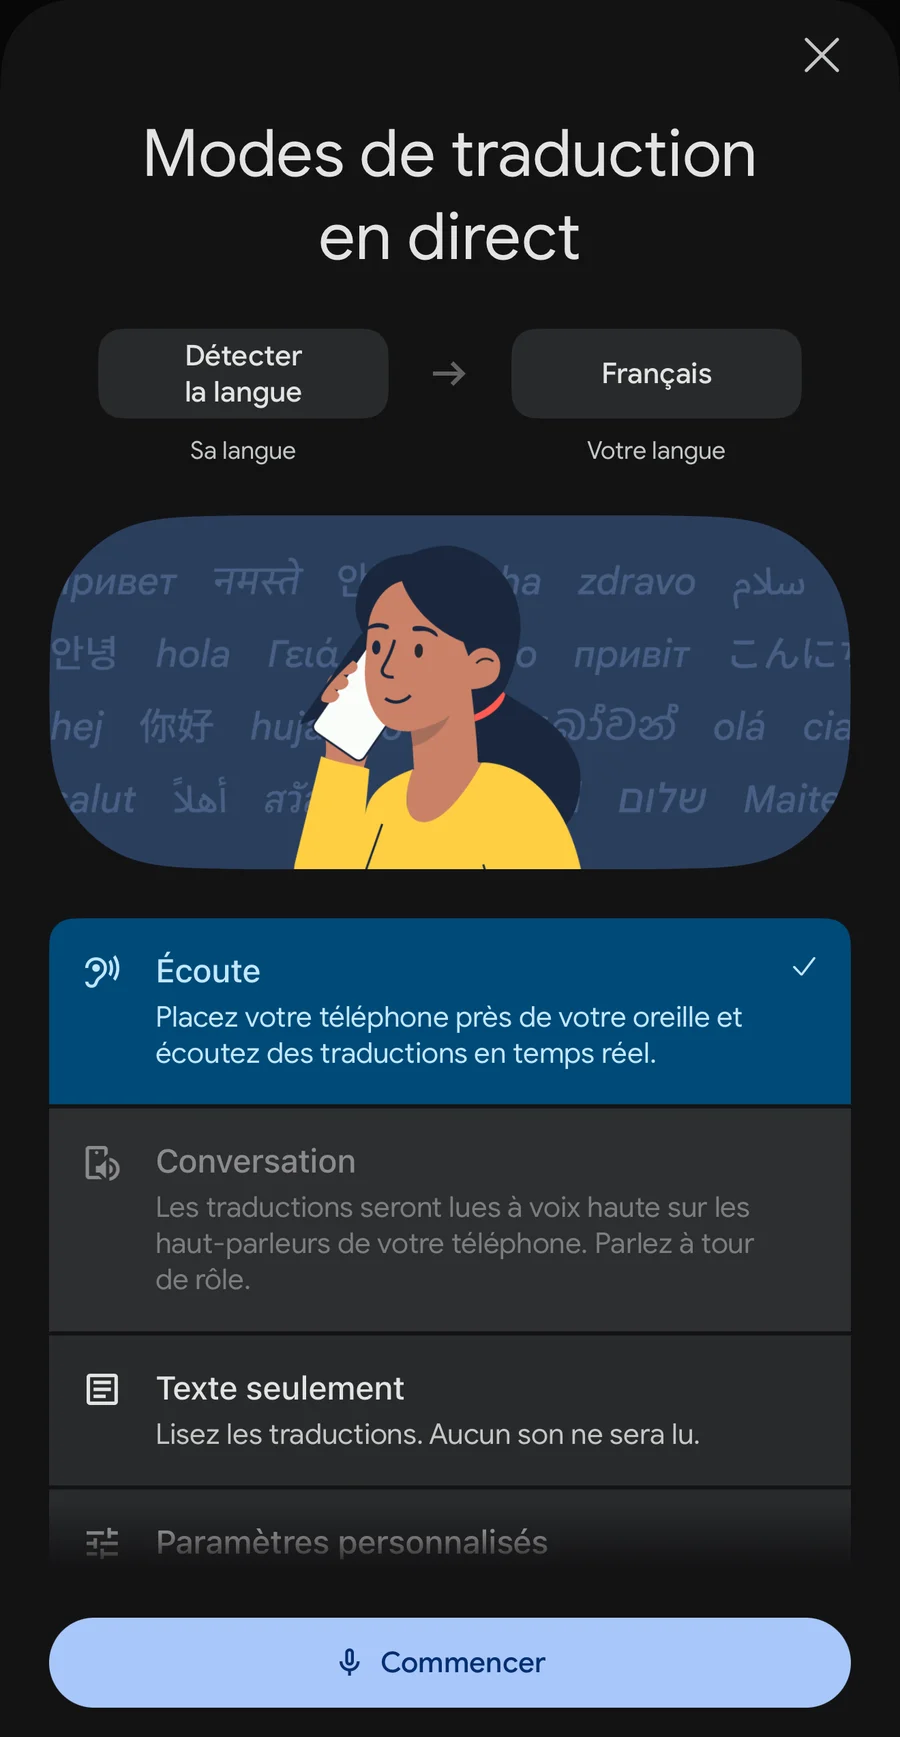 Modes de traduction
en direct
Détecter
la langue
Français
Sa langue
Votre langue
नमस्ते zdravo سلام
안녕 hola привіт
hej 你好 olá
أهلاً שלום
Écoute
Placez votre téléphone près de votre oreille et
écoutez des traductions en temps réel.
Conversation
Les traductions seront lues à voix haute sur les
haut-parleurs de votre téléphone. Parlez à tour
de rôle.
Texte seulement
Lisez les traductions. Aucun son ne sera lu.
Paramètres personnalisés
Commencer